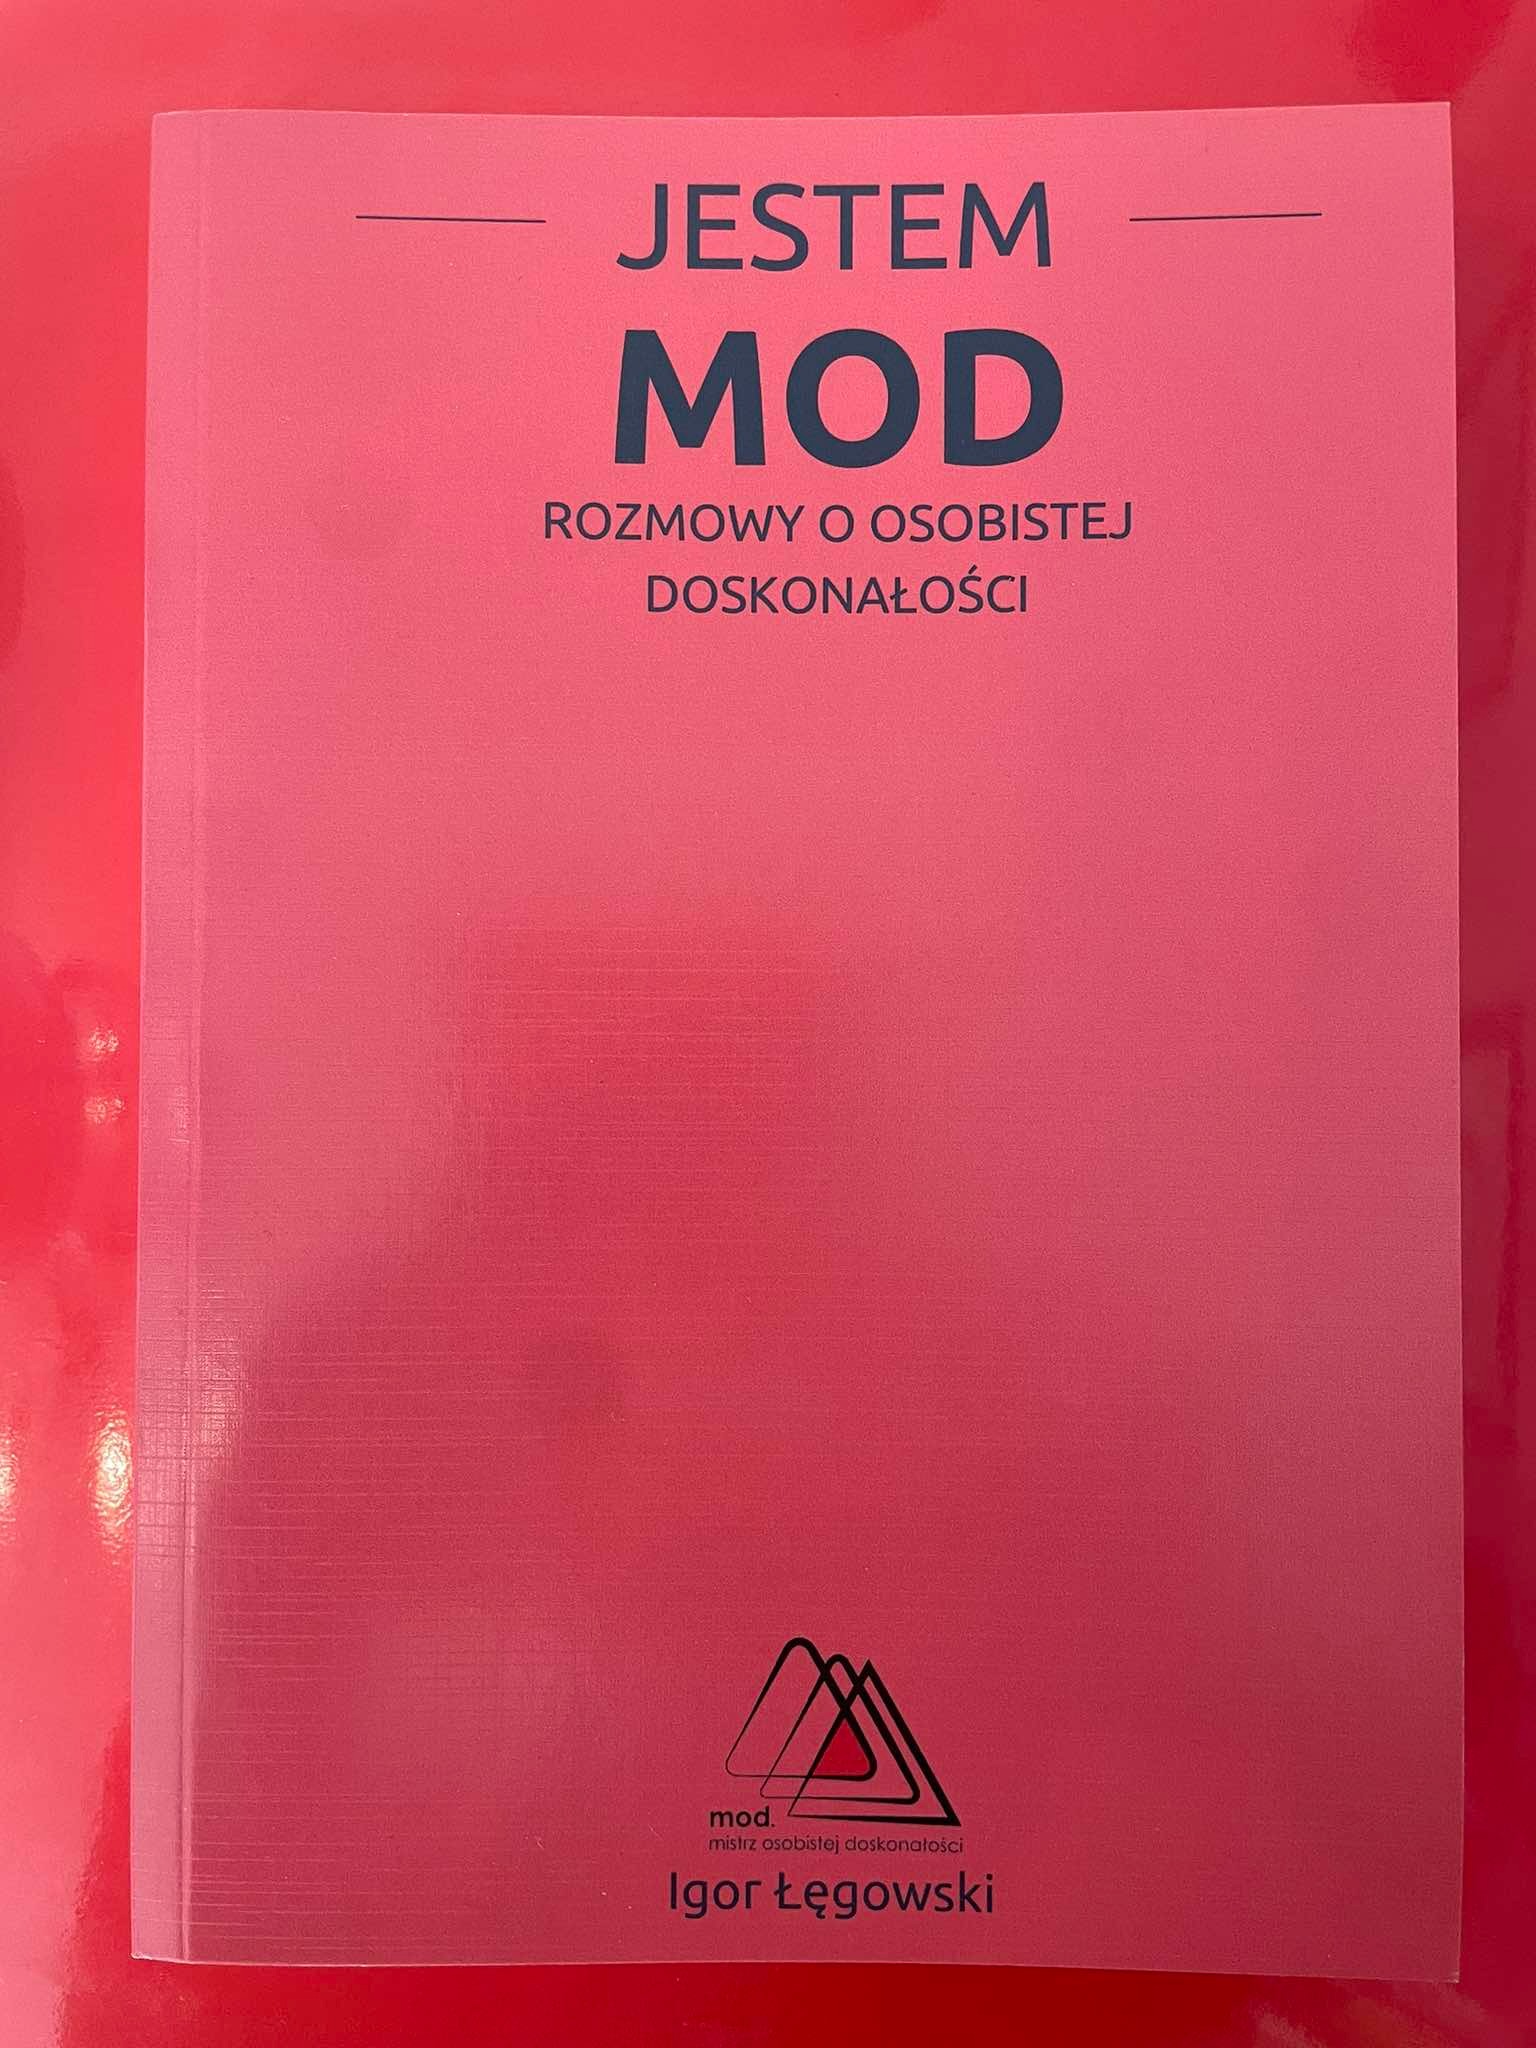 JESTEM
MOD
ROZMOWY O OSOBISTEJ
DOSKONAŁOŚCI
mod.
mistrz osobistej doskonałości
Igor Łęgowski